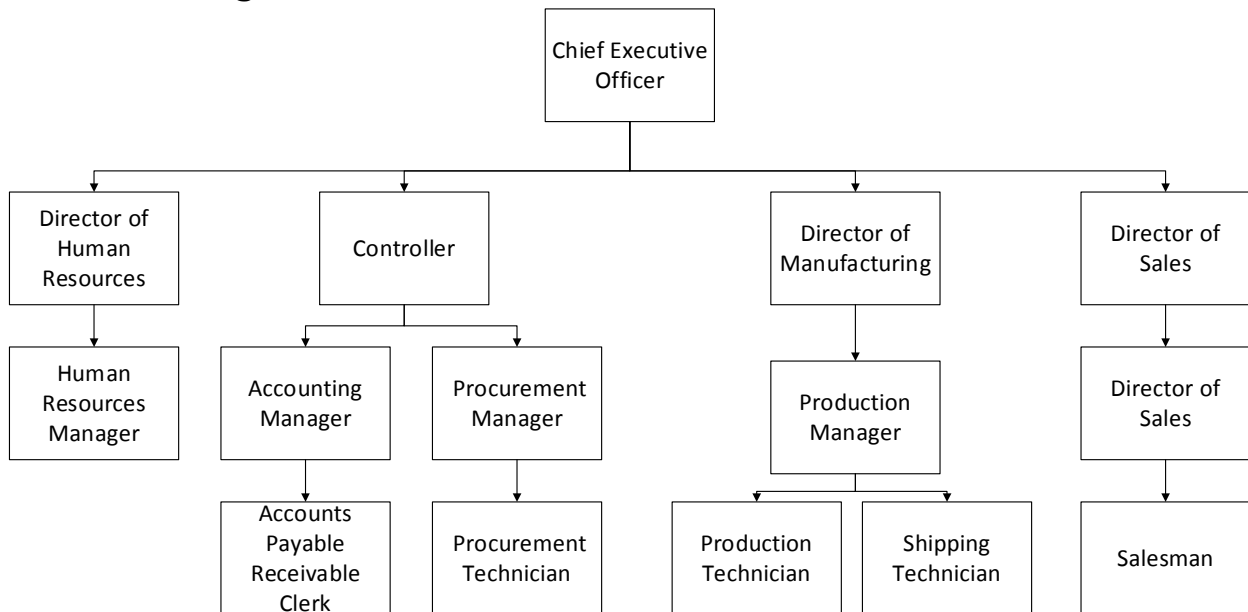 Chief Executive
Officer
Director of
Human
Resources
Controller
Director of
Manufacturing
Director of
Sales
Human
Resources
Manager
Accounting
Manager
Procurement
Manager
Production
Manager
Director of
Sales
Accounts
Payable
Receivable
Clerk
Procurement
Technician
Production
Technician
Shipping
Technician
Salesman